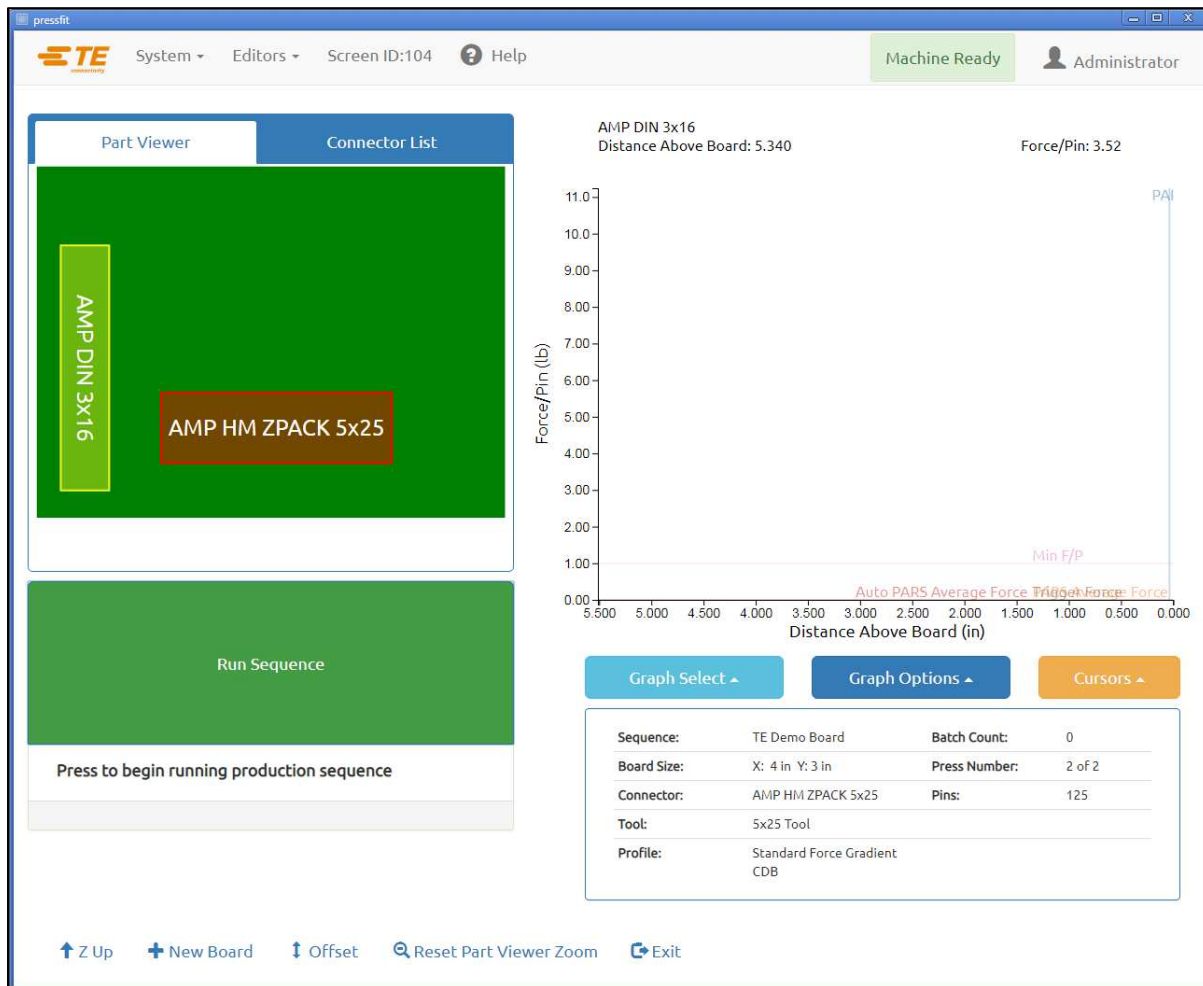 pressfit
TE
connectivity
System
Editors
Screen ID:104
Help
Machine Ready
Administrator
Part Viewer
Connector List
AMP DIN 3x16
AMP HM ZPACK 5x25
Run Sequence
Press to begin running production sequence
AMP DIN 3x16
Distance Above Board: 5.340
Force/Pin: 3.52
Force/Pin (lb)
11.0
10.0
9.00
8.00
7.00
6.00
5.00
4.00
3.00
2.00
1.00
0.00
PAI
Min F/P
Auto PARS Average Force
Trigger Force
PARS Average Force
5.500 5.000 4.500 4.000 3.500 3.000 2.500 2.000 1.500 1.000 0.500 0.000
Distance Above Board (in)
Graph Select
Graph Options
Cursors
Sequence: TE Demo Board Batch Count: 0
Board Size: X: 4 in Y: 3 in Press Number: 2 of 2
Connector: AMP HM ZPACK 5x25 Pins: 125
Tool: 5x25 Tool
Profile: Standard Force Gradient
CDB
Z Up
New Board
Offset
Reset Part Viewer Zoom
Exit